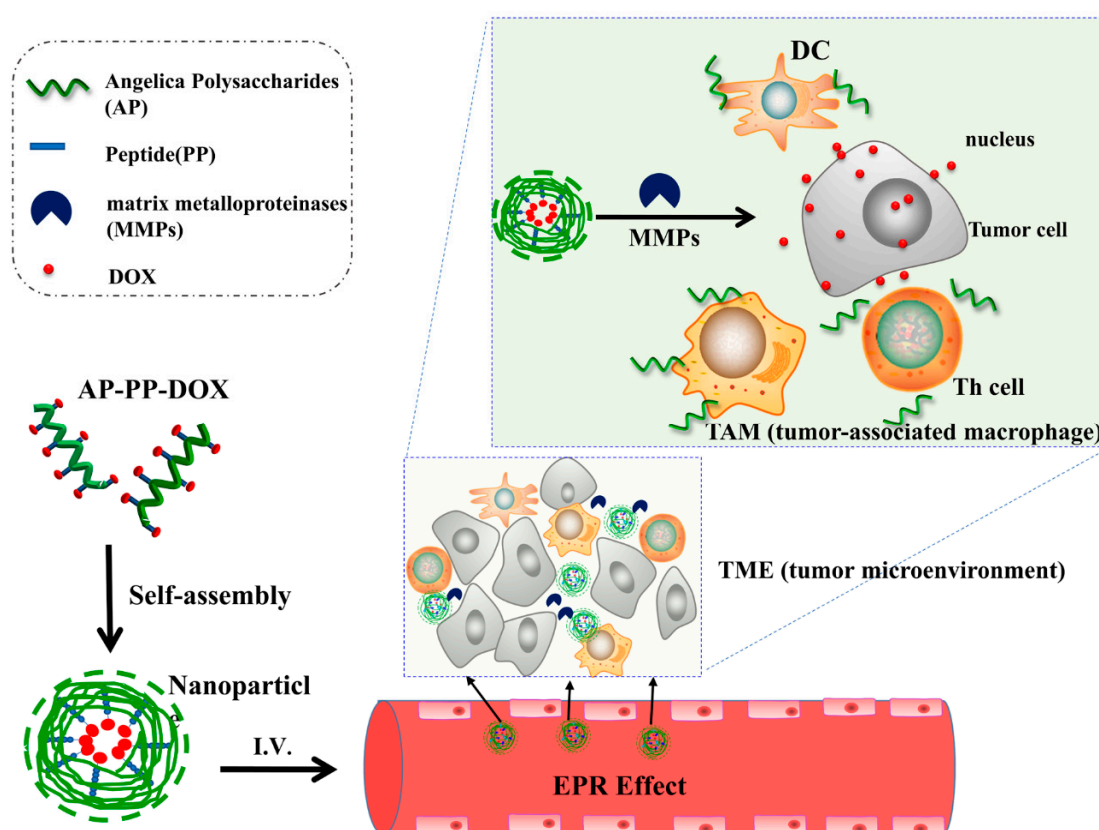 Angelica Polysaccharides
(AP)
Peptide(PP)
matrix metalloproteinases
(MMPs)
DOX
AP-PP-DOX
Self-assembly
Nanoparticl
e
I.V.
EPR Effect
TME (tumor microenvironment)
DC
nucleus
Tumor cell
MMPs
Th cell
TAM (tumor-associated macrophage)